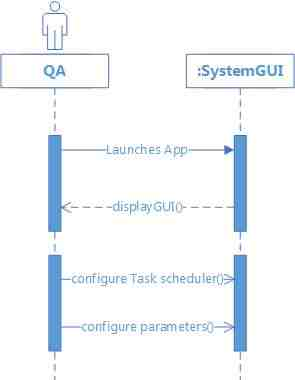 QA
:SystemGUI
Launches App
displayGUI()
configure Task scheduler()
configure parameters()